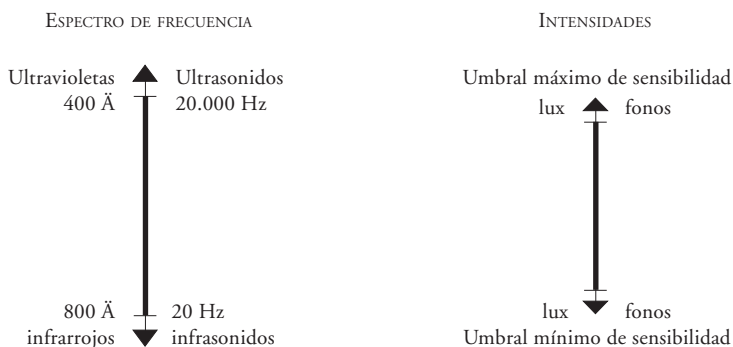 ESPECTRO DE FRECUENCIA
Ultravioletas Ultrasonidos
400 Ä 20.000 Hz
800 Ä 20 Hz
infrarrojos infrasonidos
INTENSIDADES
Umbral máximo de sensibilidad
lux fonos
lux fonos
Umbral mínimo de sensibilidad